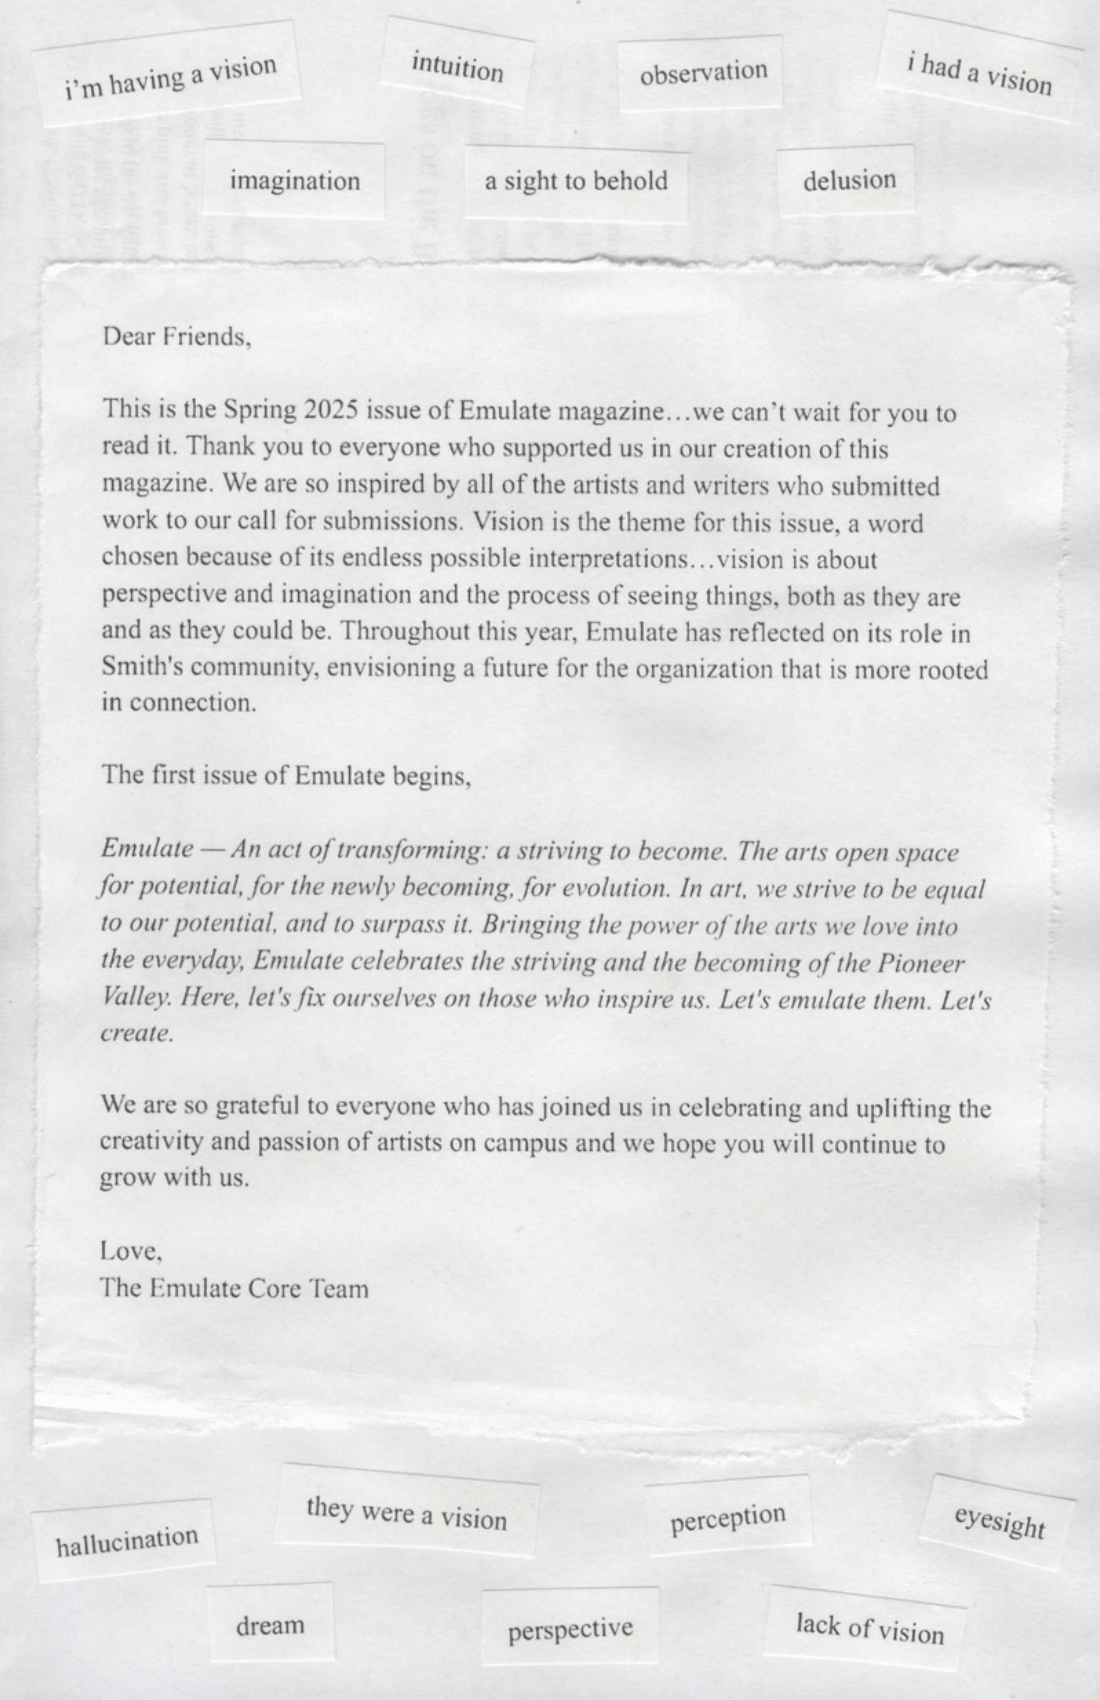 i'm having a vision
intuition
observation
i had a vision
imagination
a sight to behold
delusion
Dear Friends,
This is the Spring 2025 issue of Emulate magazine…we can't wait for you to
read it. Thank you to everyone who supported us in our creation of this
magazine. We are so inspired by all of the artists and writers who submitted
work to our call for submissions. Vision is the theme for this issue, a word
chosen because of its endless possible interpretations…vision is about
perspective and imagination and the process of seeing things, both as they are
and as they could be. Throughout this year, Emulate has reflected on its role in
Smith's community, envisioning a future for the organization that is more rooted
in connection.
The first issue of Emulate begins,
Emulate — An act of transforming: a striving to become. The arts open space
for potential, for the newly becoming, for evolution. In art, we strive to be equal
to our potential, and to surpass it. Bringing the power of the arts we love into
the everyday, Emulate celebrates the striving and the becoming of the Pioneer
Valley. Here, let's fix ourselves on those who inspire us. Let's emulate them. Let's
create.
We are so grateful to everyone who has joined us in celebrating and uplifting the
creativity and passion of artists on campus and we hope you will continue to
grow with us.
Love,
The Emulate Core Team
hallucination
they were a vision
perception
eyesight
dream
perspective
lack of vision